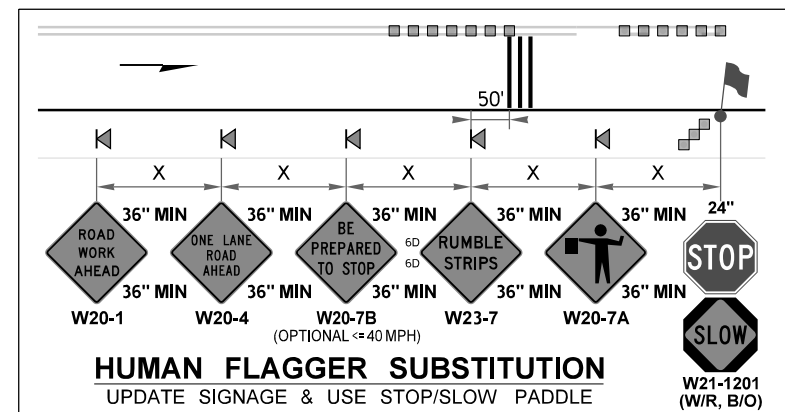 50'
X X X X X
36" MIN 36" MIN 36" MIN 36" MIN 36" MIN 24"
ROAD
WORK
AHEAD
ONE LANE
ROAD
AHEAD
BE
PREPARED
TO STOP
6D
6D
RUMBLE
STRIPS
STOP
36" MIN 36" MIN 36" MIN 36" MIN 36" MIN
W20-1 W20-4 W20-7B W23-7 W20-7A
(OPTIONAL <= 40 MPH)
SLOW
HUMAN FLAGGER SUBSTITUTION
UPDATE SIGNAGE & USE STOP/SLOW PADDLE
W21-1201
(W/R, B/O)